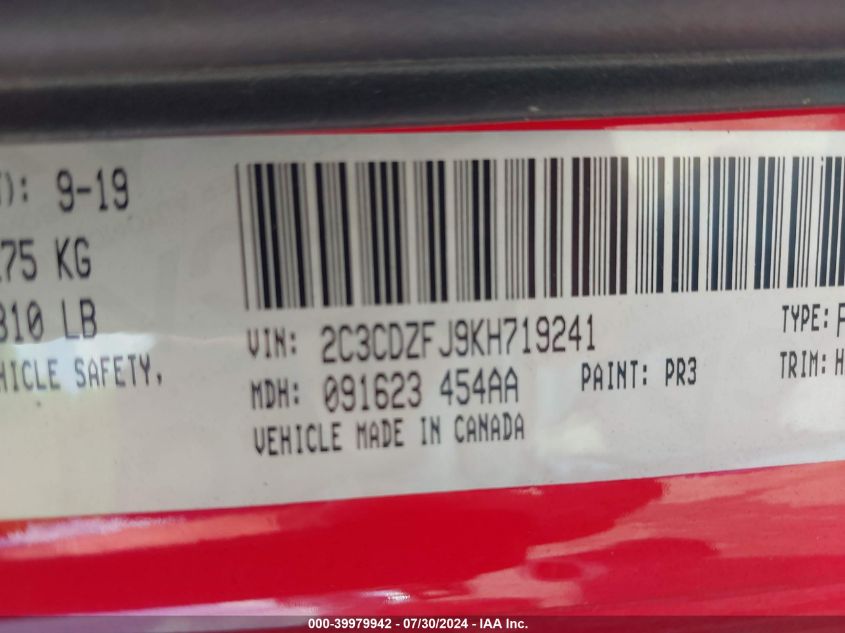 ): 9-19
75 KG
310 LB
HICLE SAFETY,
VIN: 2C3CDZFJ9KH719241
TYPE:
MDH: 091623 454AA
PAINT: PR3
TRIM:H
VEHICLE MADE IN CANADA
000-39979942 / 07/30/2024 - IAA Inc.